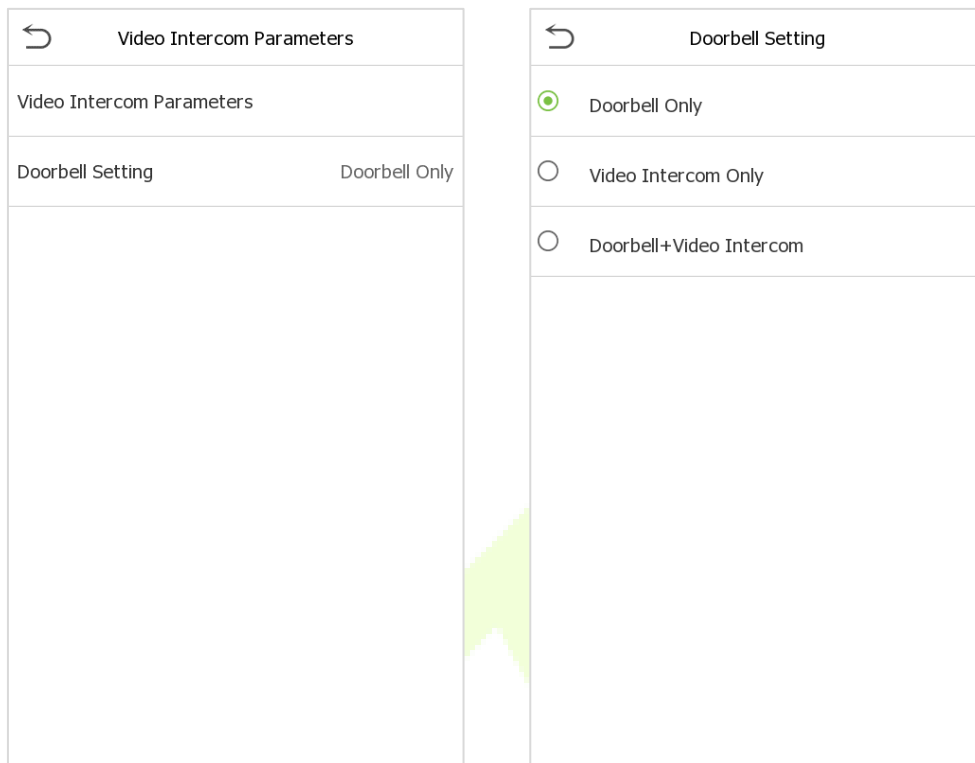 Video Intercom Parameters
Video Intercom Parameters
Doorbell Setting Doorbell Only
Doorbell Setting
Doorbell Only
Video Intercom Only
Doorbell+Video Intercom